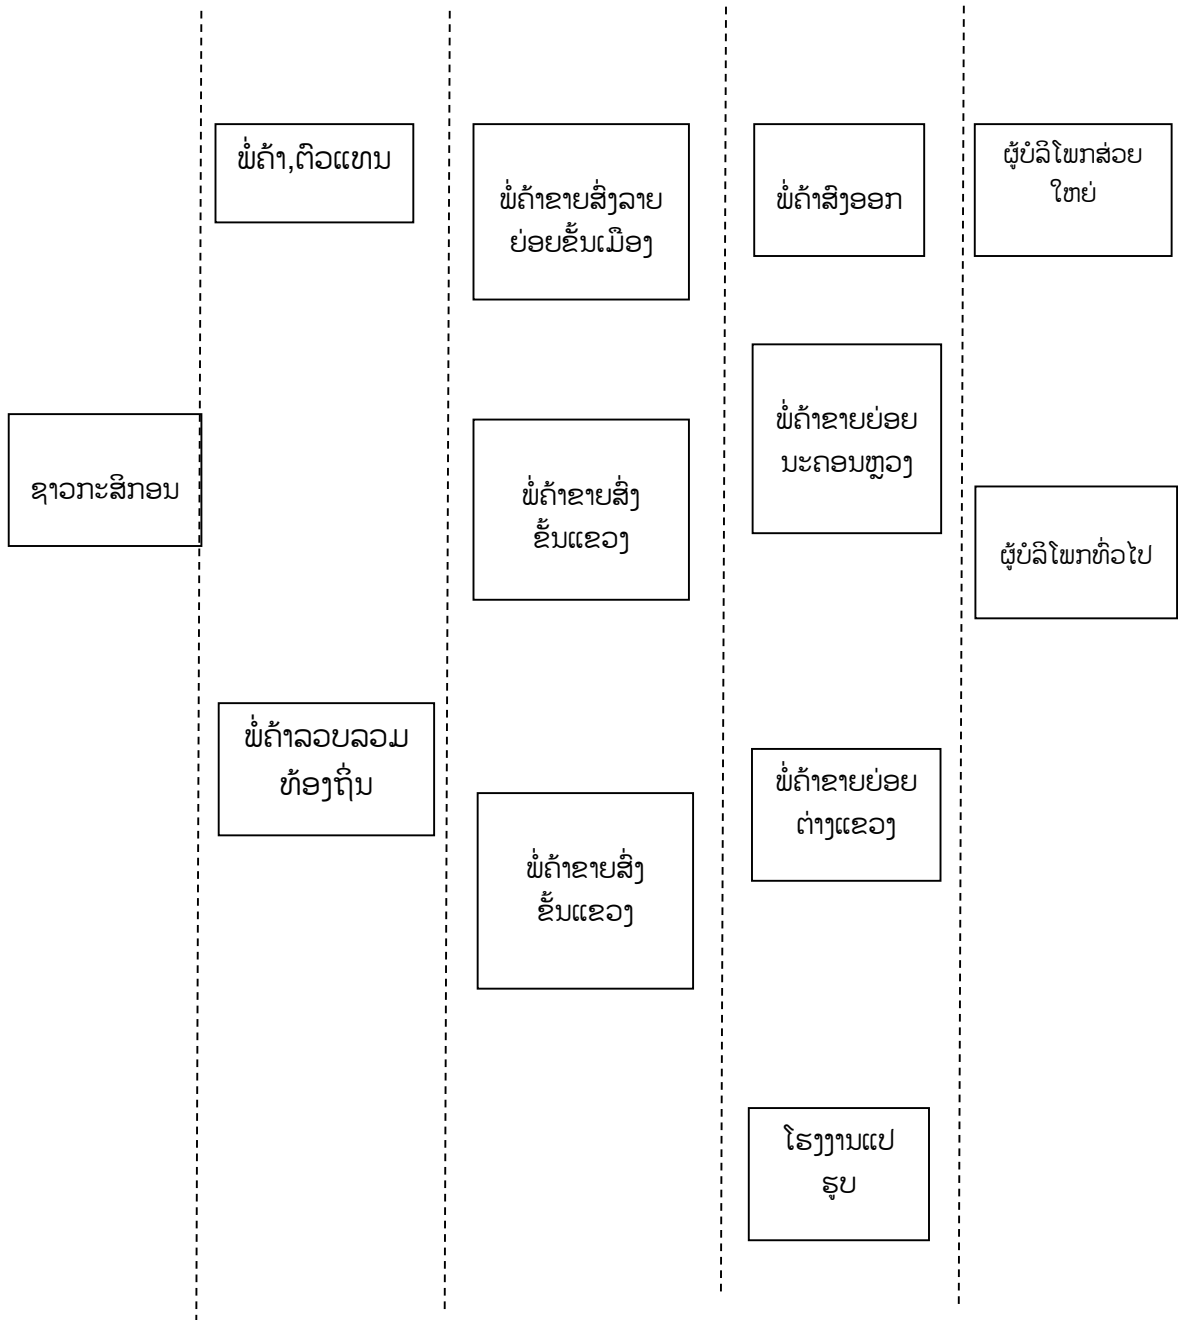 ພໍ່ຄ້າ,ຕົວແທນ
ພໍ່ຄ້າຂາຍສົ່ງລາຍ
ຍ່ອຍຂັ້ນເມືອງ
ພໍ່ຄ້າສົ່ງອອກ
ຜູ້ບໍລິໂພກສ່ວຍ
ໃຫຍ່
ຊາວກະສິກອນ
ພໍ່ຄ້າຂາຍສົ່ງ
ຂັ້ນແຂວງ
ພໍ່ຄ້າຂາຍຍ່ອຍ
ນະຄອນຫຼວງ
ຜູ້ບໍລິໂພກທົ່ວໄປ
ພໍ່ຄ້າລວບລວມ
ທ້ອງຖິ່ນ
ພໍ່ຄ້າຂາຍສົ່ງ
ຂັ້ນແຂວງ
ພໍ່ຄ້າຂາຍຍ່ອຍ
ຕ່າງແຂວງ
ໂຮງງານແປ
ຮູບ